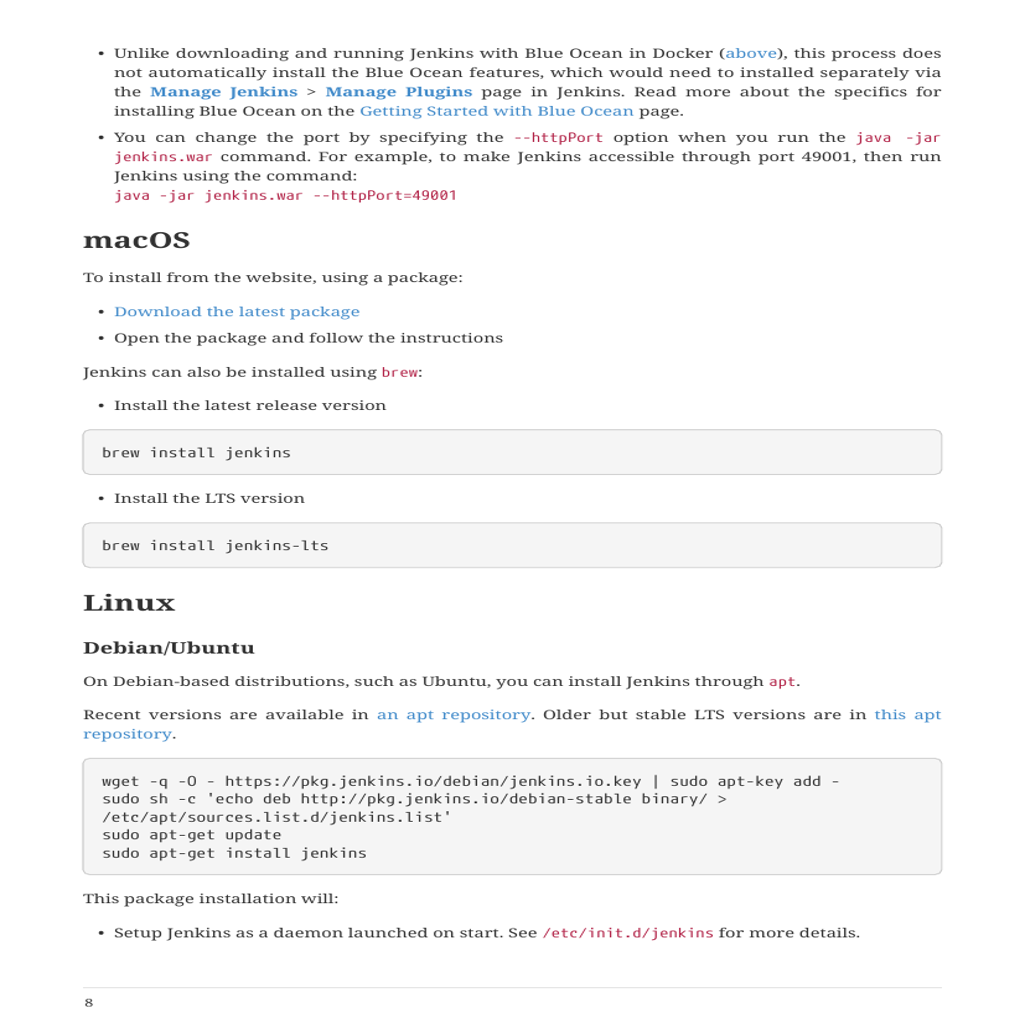 • Unlike downloading and running Jenkins with Blue Ocean in Docker (above), this process does
not automatically install the Blue Ocean features, which would need to installed separately via
the Manage Jenkins > Manage Plugins page in Jenkins. Read more about the specifics for
installing Blue Ocean on the Getting Started with Blue Ocean page.
• You can change the port by specifying the --httpPort option when you run the java -jar
jenkins.war command. For example, to make Jenkins accessible through port 49001, then run
Jenkins using the command:
java -jar jenkins.war --httpPort=49001
macOS
To install from the website, using a package:
• Download the latest package
• Open the package and follow the instructions
Jenkins can also be installed using brew:
• Install the latest release version
brew install jenkins
• Install the LTS version
brew install jenkins-lts
Linux
Debian/Ubuntu
On Debian-based distributions, such as Ubuntu, you can install Jenkins through apt.
Recent versions are available in an apt repository. Older but stable LTS versions are in this apt
repository.
wget -q -O - https://pkg.jenkins.io/debian/jenkins.io.key | sudo apt-key add -
sudo sh -c 'echo deb http://pkg.jenkins.io/debian-stable binary/ >
/etc/apt/sources.list.d/jenkins.list'
sudo apt-get update
sudo apt-get install jenkins
This package installation will:
• Setup Jenkins as a daemon launched on start. See /etc/init.d/jenkins for more details.
8